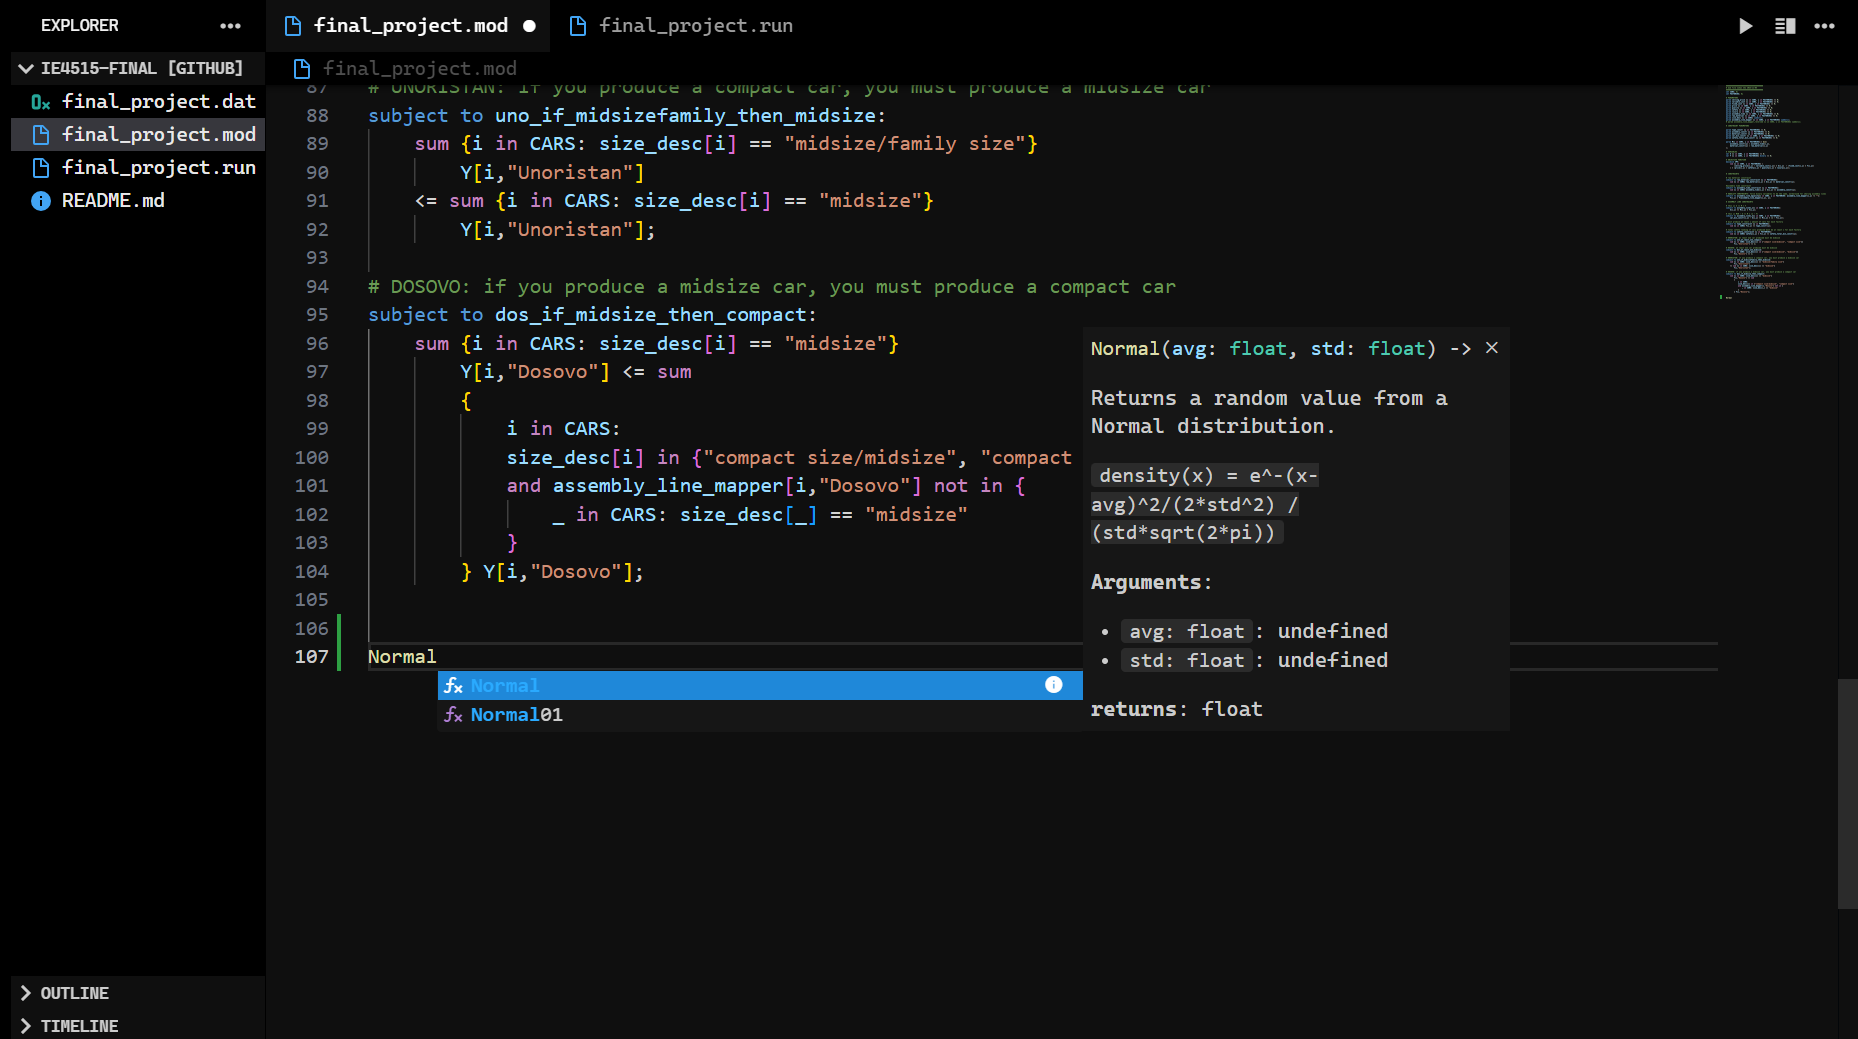 EXPLORER
IE4515-FINAL [GITHUB]
final_project.dat
final_project.mod
final_project.run
README.md
OUTLINE
TIMELINE
final_project.mod
final_project.run
final_project.mod
87 # UNORISTAN: if you produce a compact car, you must produce a midsize car
88 subject to uno_if_midsizefamily_then_midsize:
89 sum {i in CARS: size_desc[i] == "midsize/family size"}
90 Y[i,"Unoristan"]
91 <= sum {i in CARS: size_desc[i] == "midsize"}
92 Y[i,"Unoristan"];
93
94 # DOSOVO: if you produce a midsize car, you must produce a compact car
95 subject to dos_if_midsize_then_compact:
96 sum {i in CARS: size_desc[i] == "midsize"}
97 Y[i,"Dosovo"] <= sum
98 {
99 i in CARS:
100 size_desc[i] in {"compact size/midsize", "compact
101 and assembly_line_mapper[i,"Dosovo"] not in {
102 _ in CARS: size_desc[_] == "midsize"
103 }
104 } Y[i,"Dosovo"];
105
106
107 Normal
Normal
Normal01
Normal(avg: float, std: float) ->
Returns a random value from a
Normal distribution.
density(x) = e^-(x-
avg)^2/(2*std^2) /
(std*sqrt(2*pi))
Arguments:
• avg: float: undefined
• std: float: undefined
returns: float